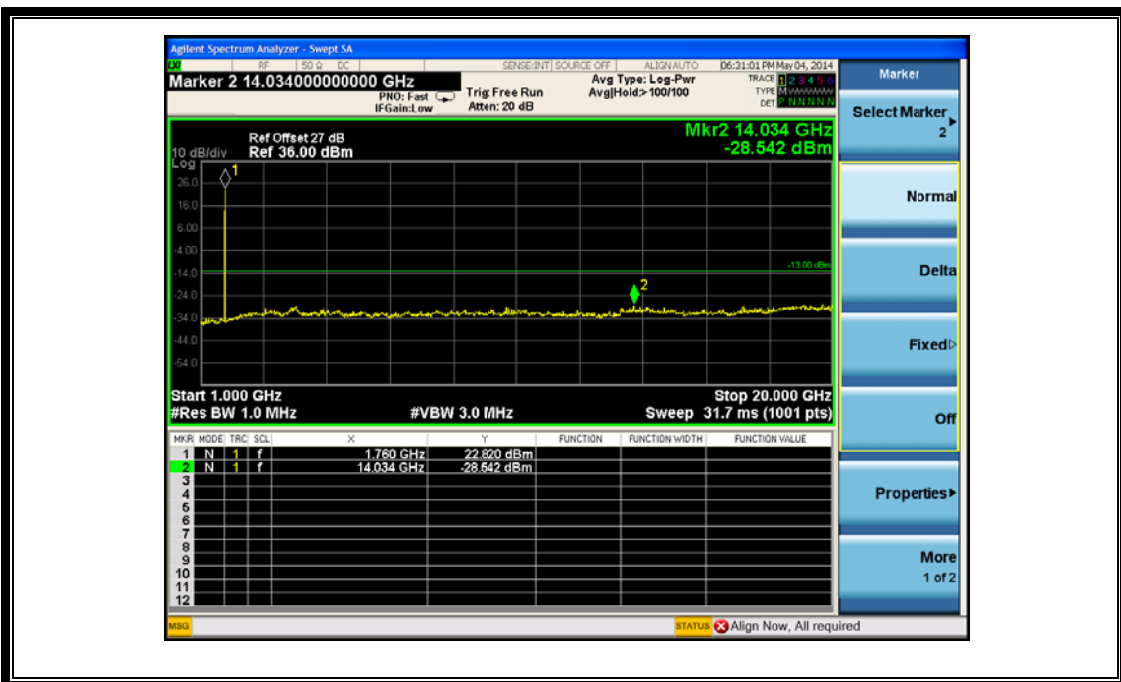 Agilent Spectrum Analyzer - Swept SA
LXI RF 50 Ω DC SENSE:INT SOURCE OFF ALIGN AUTO 06:31:01 PM May 04, 2014
Marker 2 14.034000000000 GHz
PNO: Fast
IFGain:Low
Trig: Free Run
Atten: 20 dB
Avg Type: Log-Pwr
Avg|Hold:>100/100
TRACE 1 2 3 4 5 6
TYPE M W W W W W
DET P N N N N N
Ref Offset 27 dB
10 dB/div Ref 36.00 dBm
Mkr2 14.034 GHz
-28.542 dBm
Log
26.0
16.0
6.00
-4.00
-14.0
-24.0
-34.0
-44.0
-54.0
1
2
-13.00 dBm
Start 1.000 GHz
Stop 20.000 GHz
#Res BW 1.0 MHz
#VBW 3.0 MHz
Sweep 31.7 ms (1001 pts)
MKR MODE TRC SCL X Y FUNCTION FUNCTION WIDTH FUNCTION VALUE
1 N 1 f 1.760 GHz 22.820 dBm
2 N 1 f 14.034 GHz -28.542 dBm
3
4
5
6
7
8
9
10
11
12
MSG
STATUS Align Now, All required
Marker
Select Marker
2
Normal
Delta
Fixed
Off
Properties
More
1 of 2